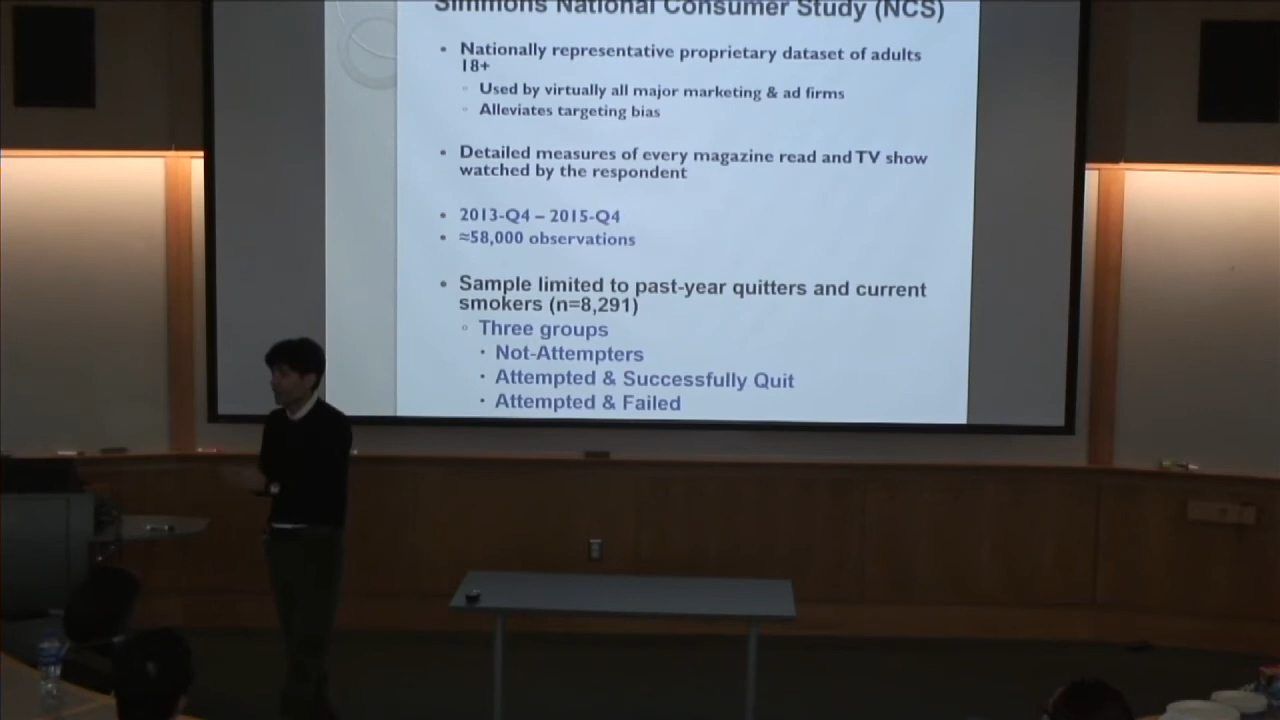 Simmons National Consumer Study (NCS)
• Nationally representative proprietary dataset of adults
18+
◦ Used by virtually all major marketing & ad firms
◦ Alleviates targeting bias
• Detailed measures of every magazine read and TV show
watched by the respondent
• 2013-Q4 – 2015-Q4
• ≈58,000 observations
• Sample limited to past-year quitters and current
smokers (n=8,291)
◦ Three groups
• Not-Attempters
• Attempted & Successfully Quit
• Attempted & Failed